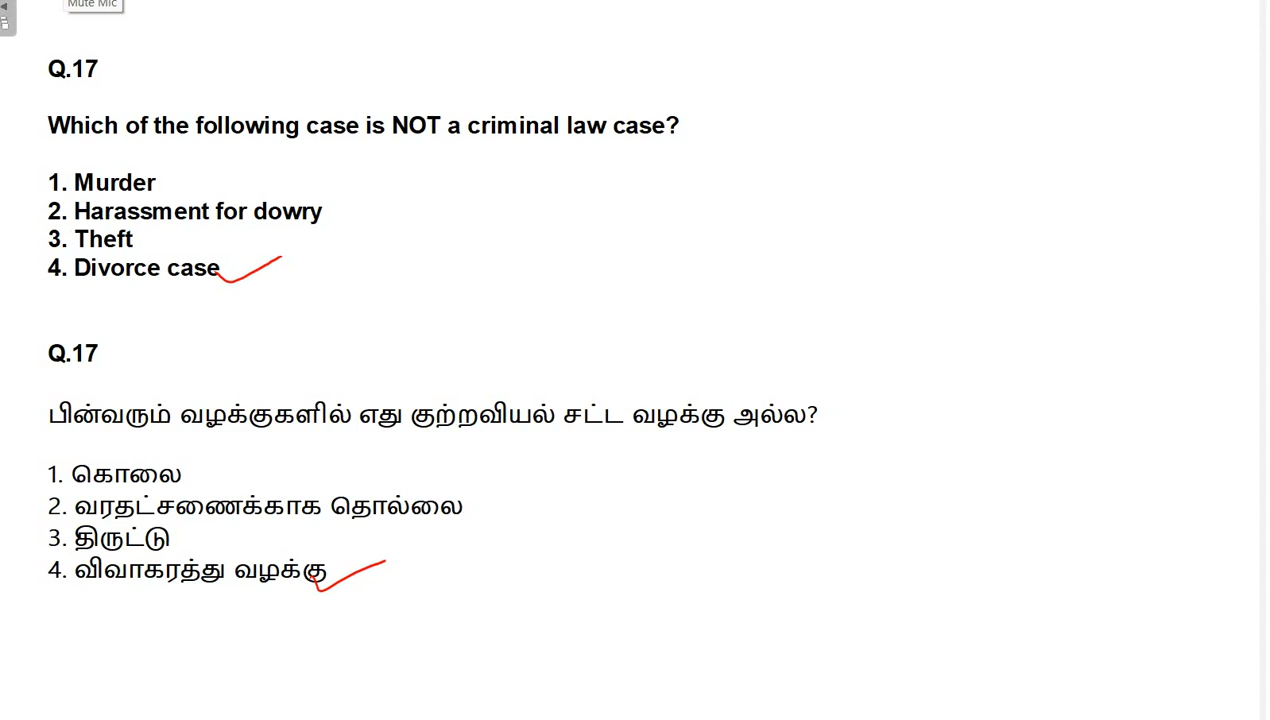 Mute Mic
Q.17
Which of the following case is NOT a criminal law case?
1. Murder
2. Harassment for dowry
3. Theft
4. Divorce case
Q.17
பின்வரும் வழக்குகளில் எது குற்றவியல் சட்ட வழக்கு அல்ல?
1. கொலை
2. வரதட்சணைக்காக தொல்லை
3. திருட்டு
4. விவாகரத்து வழக்கு